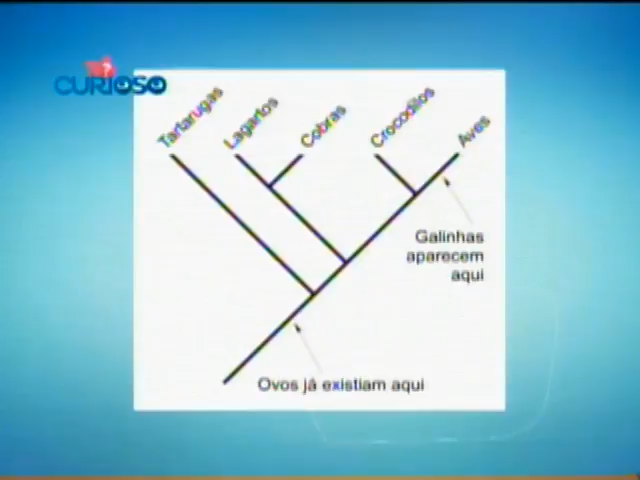 CURIOSO
Tartarugas
Lagartos
Cobras
Crocodilos
Aves
Galinhas
aparecem
aqui
Ovos já existiam aqui